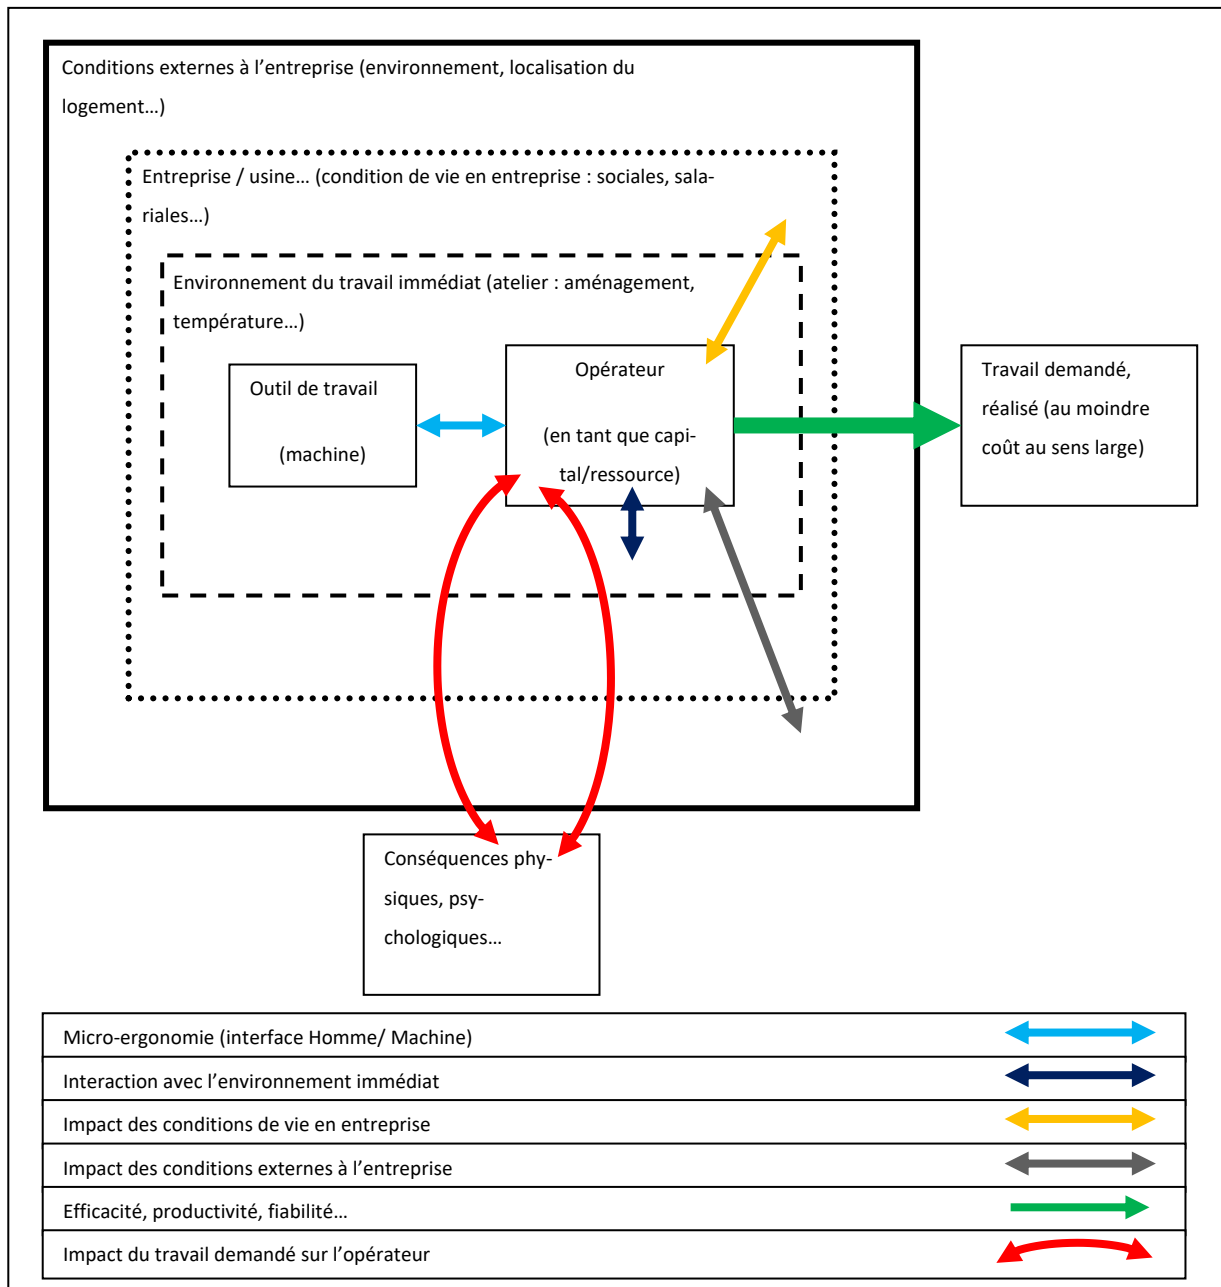 Conditions externes à l’entreprise (environnement, localisation du
logement…)
Entreprise / usine… (condition de vie en entreprise : sociales, sala-
riales…)
Environnement du travail immédiat (atelier : aménagement,
température…)
Outil de travail
(machine)
Opérateur
(en tant que capi-
tal/ressource)
Travail demandé,
réalisé (au moindre
coût au sens large)
Conséquences phy-
siques, psy-
chologiques…
Micro-ergonomie (interface Homme/ Machine)
Interaction avec l’environnement immédiat
Impact des conditions de vie en entreprise
Impact des conditions externes à l’entreprise
Efficacité, productivité, fiabilité…
Impact du travail demandé sur l’opérateur